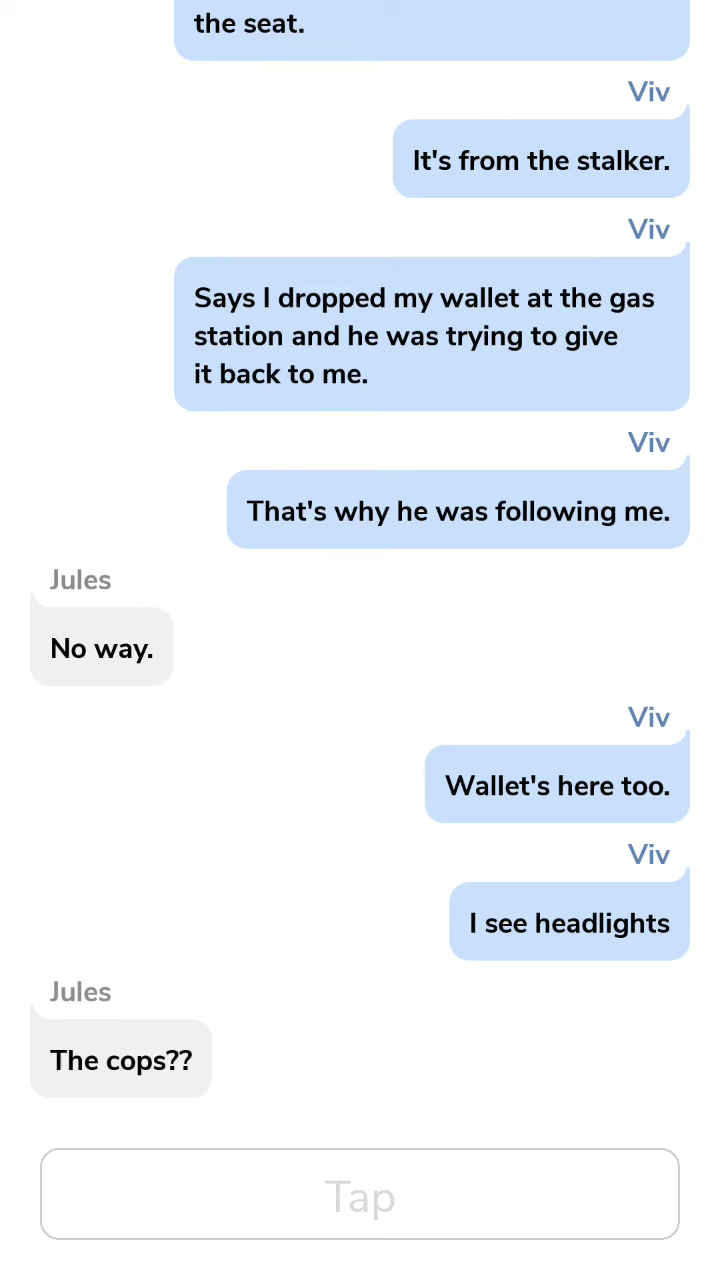 the seat.
Viv
It's from the stalker.
Viv
Says I dropped my wallet at the gas
station and he was trying to give
it back to me.
Viv
That's why he was following me.
Jules
No way.
Viv
Wallet's here too.
Viv
I see headlights
Jules
The cops??
Tap